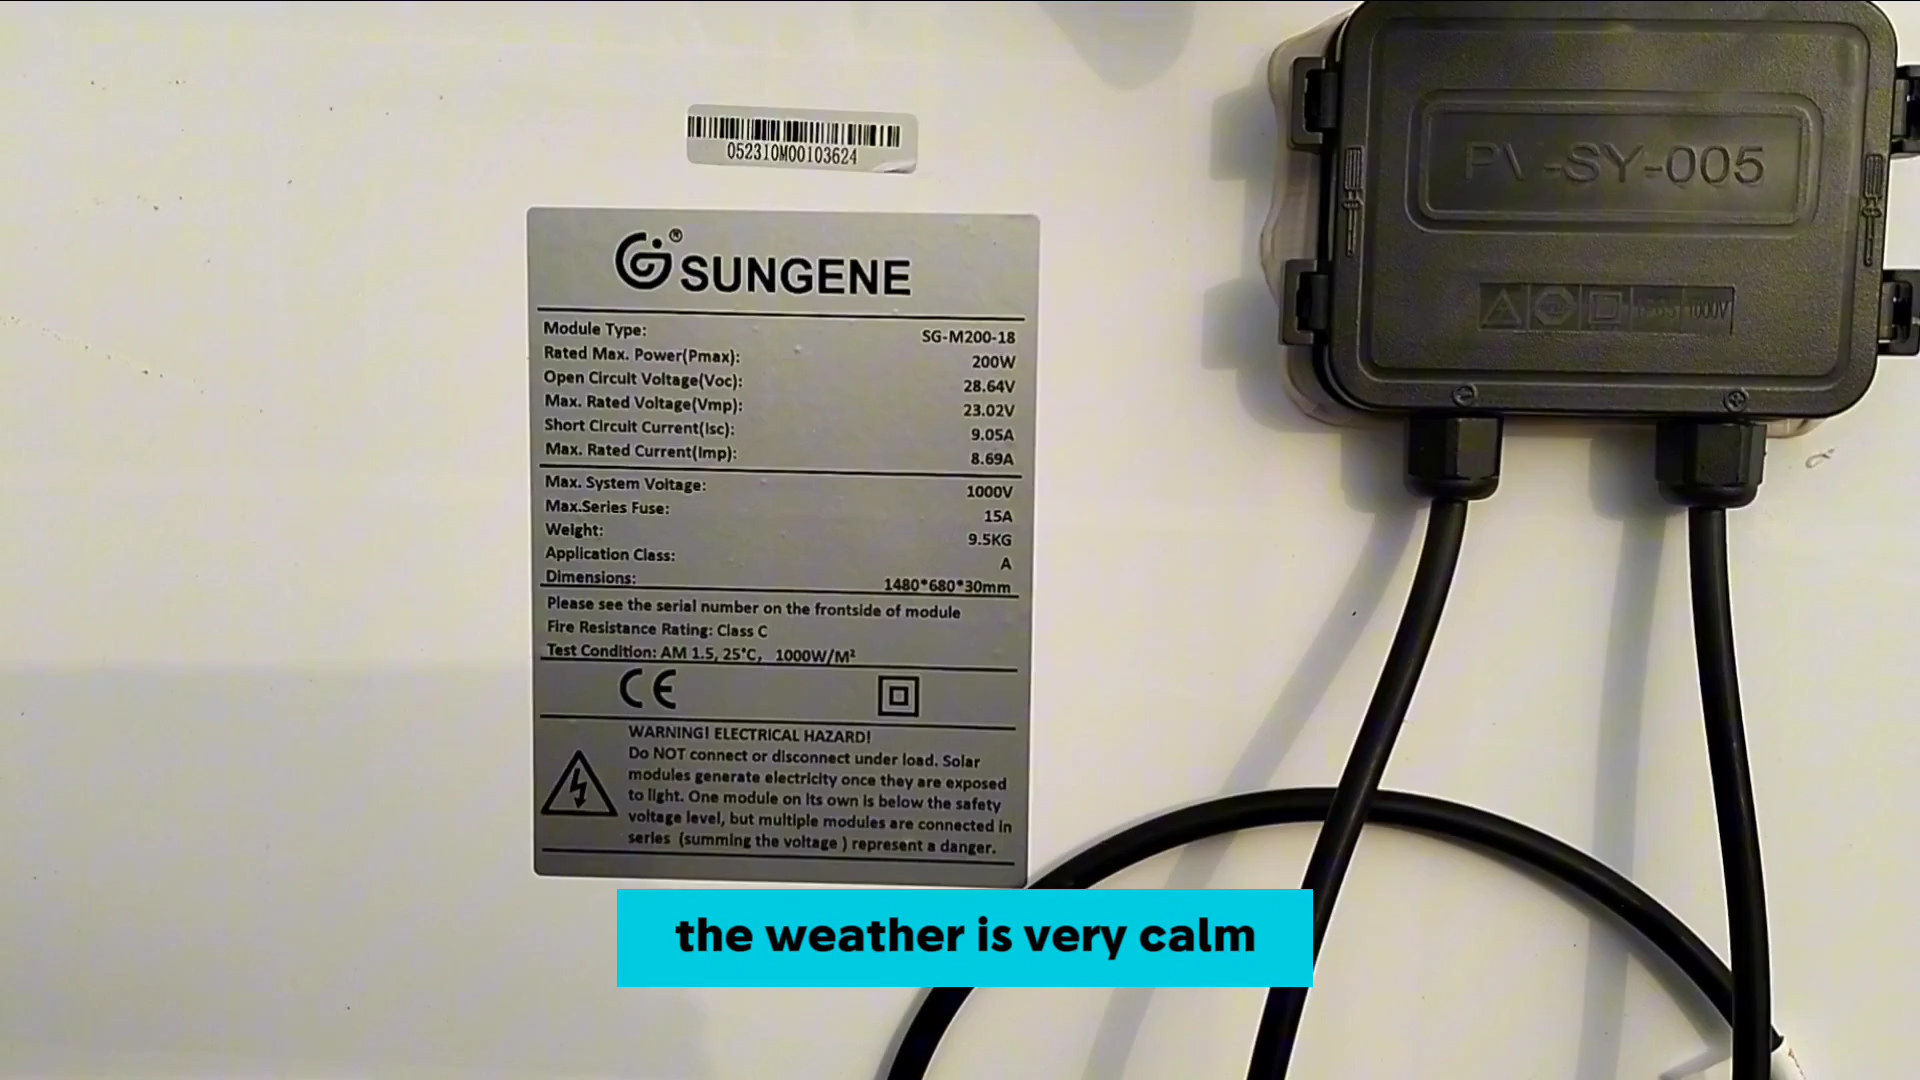 052310M00103624
PV-SY-005
SUNGENE®
Module Type: SG-M200-18
Rated Max. Power(Pmax): 200W
Open Circuit Voltage(Voc): 28.64V
Max. Rated Voltage(Vmp): 23.02V
Short Circuit Current(Isc): 9.05A
Max. Rated Current(Imp): 8.69A
Max. System Voltage: 1000V
Max.Series Fuse: 15A
Weight: 9.5KG
Application Class: A
Dimensions: 1480*680*30mm
Please see the serial number on the frontside of module
Fire Resistance Rating: Class C
Test Condition: AM 1.5, 25°C, 1000W/M²
CE
WARNING! ELECTRICAL HAZARD!
Do NOT connect or disconnect under load. Solar
modules generate electricity once they are exposed
to light. One module on its own is below the safety
voltage level, but multiple modules are connected in
series (summing the voltage ) represent a danger.
1000V
the weather is very calm